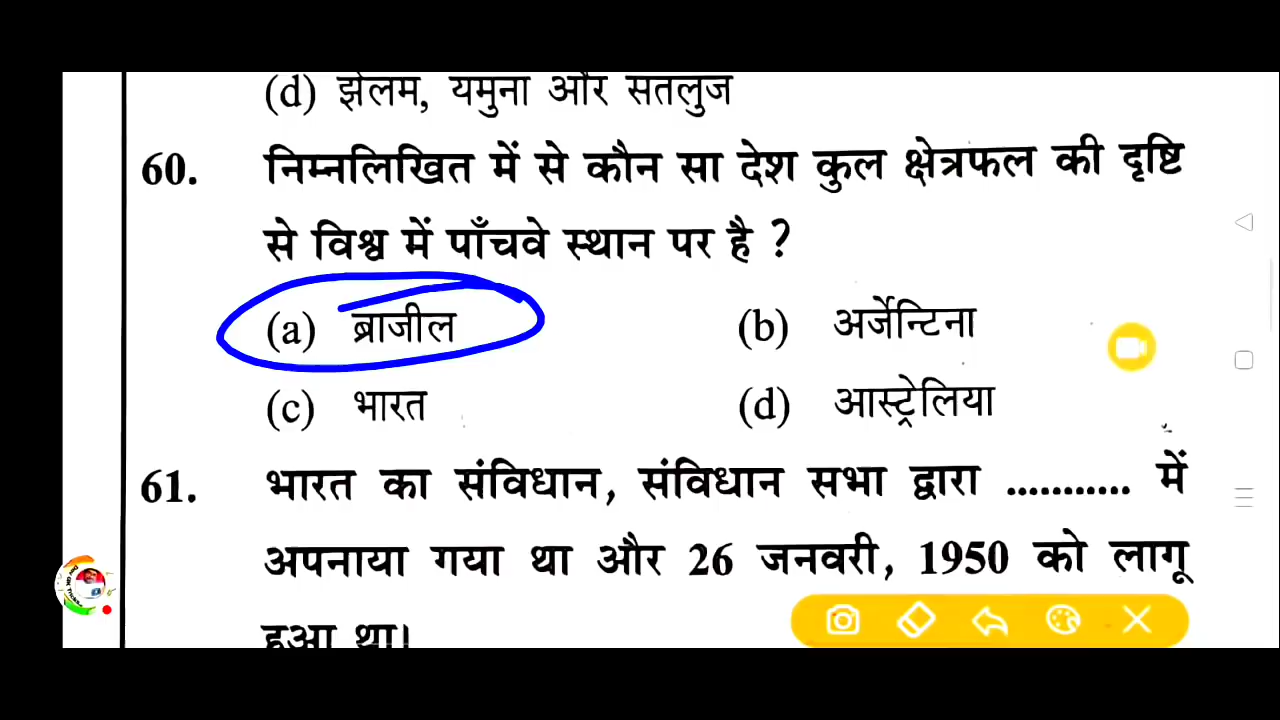 (d) झेलम, यमुना और सतलुज
60. निम्नलिखित में से कौन सा देश कुल क्षेत्रफल की दृष्टि
से विश्व में पाँचवे स्थान पर है ?
(a) ब्राजील (b) अर्जेन्टिना
(c) भारत (d) आस्ट्रेलिया
61. भारत का संविधान, संविधान सभा द्वारा ........... में
अपनाया गया था और 26 जनवरी, 1950 को लागू
हुआ था।